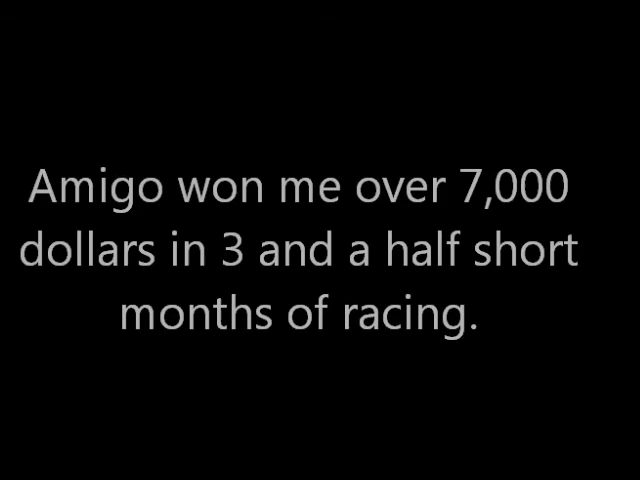 Amigo won me over 7,000
dollars in 3 and a half short
months of racing.